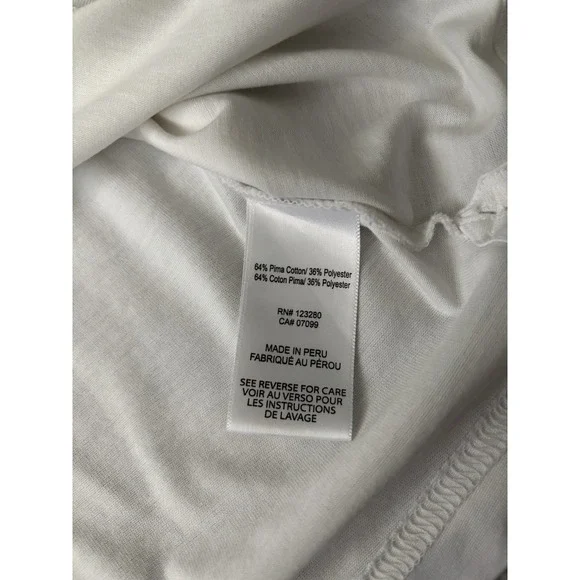 64% Pima Cotton/ 36% Polyester
64% Coton Pima/ 36% Polyester
RN# 123280
CA# 07099
MADE IN PERU
FABRIQUÉ AU PÉROU
SEE REVERSE FOR CARE
VOIR AU VERSO POUR
LES INSTRUCTIONS
DE LAVAGE